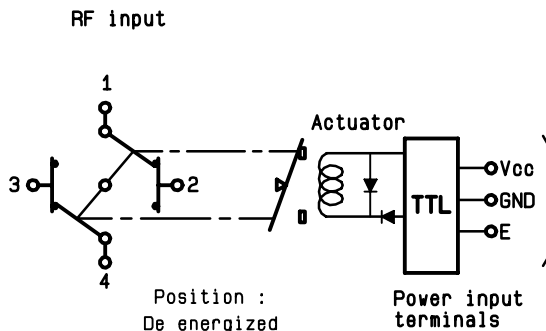 RF input
1
Actuator
3
2
TTL
Vcc
GND
E
4
Position :
De energized
Power input
terminals